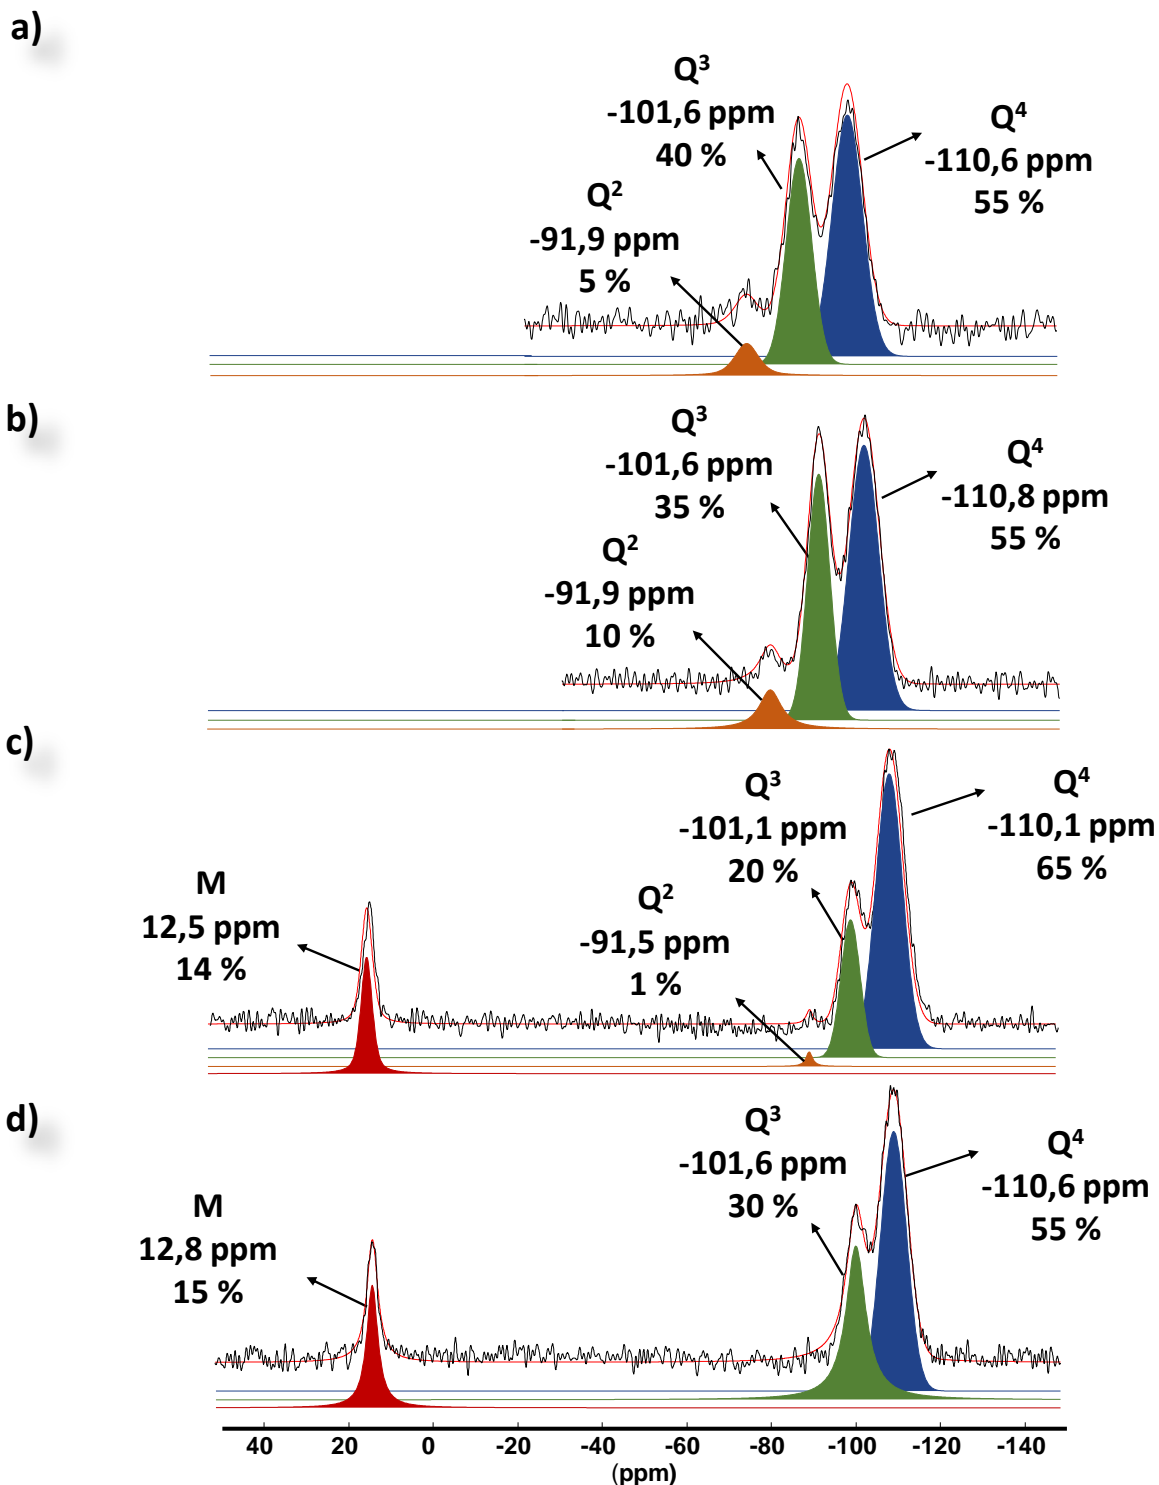 a)
Q³
-101,6 ppm
40 %
Q⁴
-110,6 ppm
55 %
Q²
-91,9 ppm
5 %
b)
Q³
-101,6 ppm
35 %
Q⁴
-110,8 ppm
55 %
Q²
-91,9 ppm
10 %
c)
Q³
-101,1 ppm
20 %
Q⁴
-110,1 ppm
65 %
M
12,5 ppm
14 %
Q²
-91,5 ppm
1 %
d)
Q³
-101,6 ppm
30 %
Q⁴
-110,6 ppm
55 %
M
12,8 ppm
15 %
40 20 0 -20 -40 -60 -80 -100 -120 -140
(ppm)